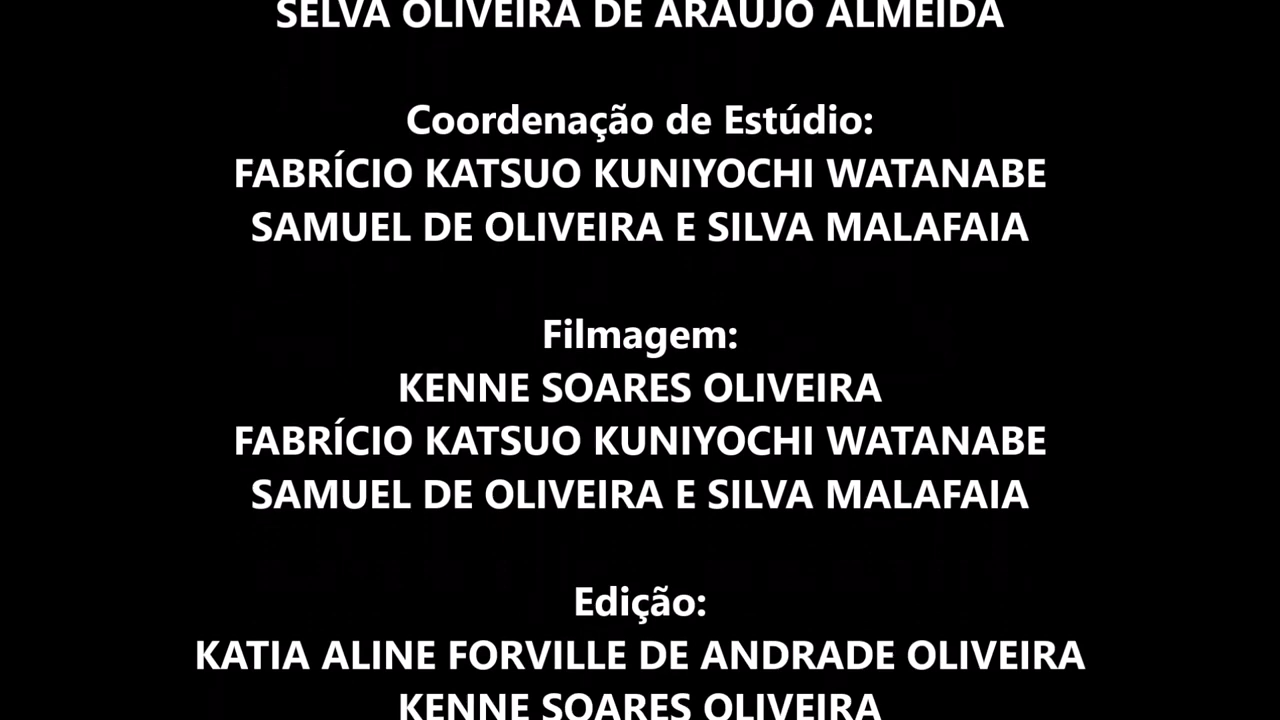 SELVA OLIVEIRA DE ARAÚJO ALMEIDA
Coordenação de Estúdio:
FABRÍCIO KATSUO KUNIYOCHI WATANABE
SAMUEL DE OLIVEIRA E SILVA MALAFAIA
Filmagem:
KENNE SOARES OLIVEIRA
FABRÍCIO KATSUO KUNIYOCHI WATANABE
SAMUEL DE OLIVEIRA E SILVA MALAFAIA
Edição:
KATIA ALINE FORVILLE DE ANDRADE OLIVEIRA
KENNE SOARES OLIVEIRA